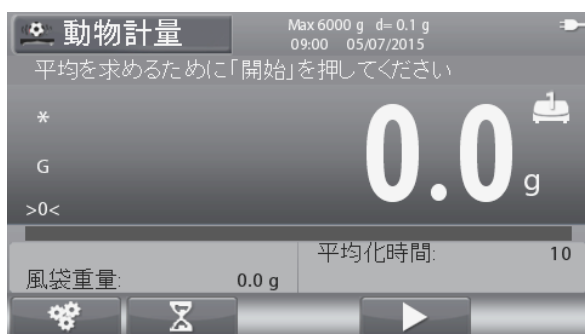 動物計量
Max 6000 g d= 0.1 g
09:00 05/07/2015
平均を求めるために「開始」を押してください
*
G
>0<
1
0.0 g
平均化時間: 10
風袋重量: 0.0 g